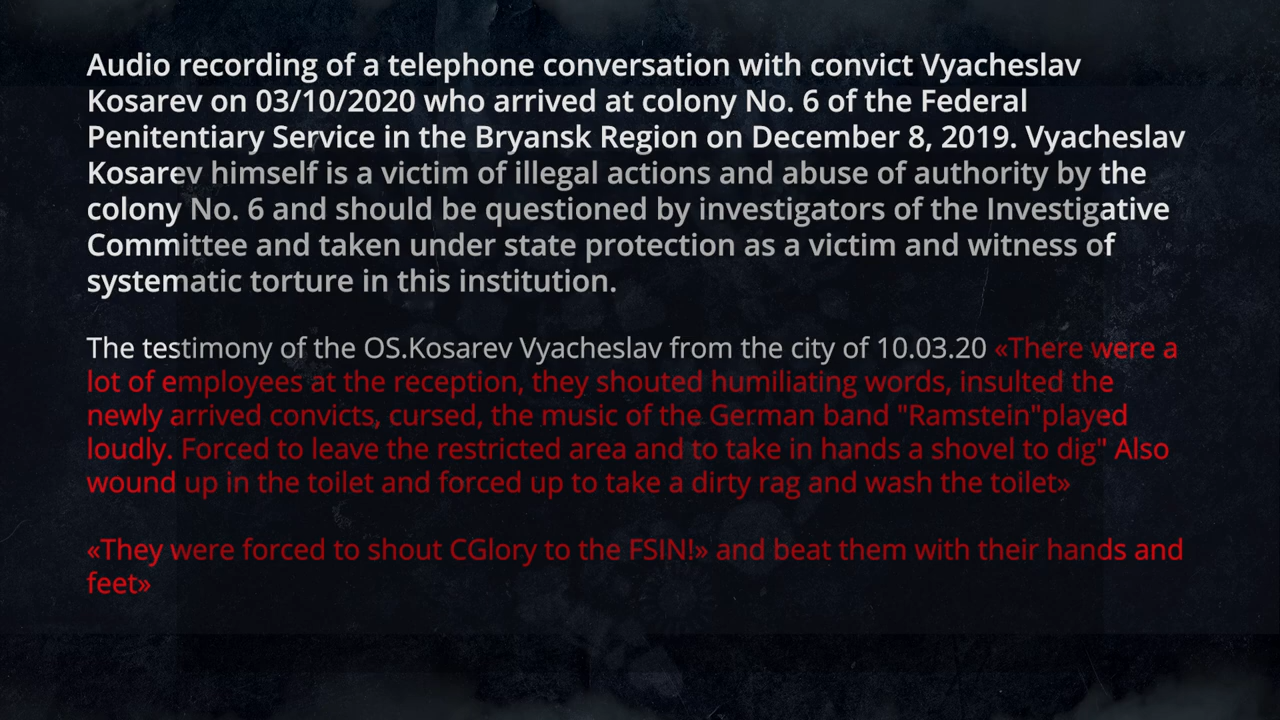 Audio recording of a telephone conversation with convict Vyacheslav
Kosarev on 03/10/2020 who arrived at colony No. 6 of the Federal
Penitentiary Service in the Bryansk Region on December 8, 2019. Vyacheslav
Kosarev himself is a victim of illegal actions and abuse of authority by the
colony No. 6 and should be questioned by investigators of the Investigative
Committee and taken under state protection as a victim and witness of
systematic torture in this institution.
The testimony of the OS.Kosarev Vyacheslav from the city of 10.03.20 «There were a
lot of employees at the reception, they shouted humiliating words, insulted the
newly arrived convicts, cursed, the music of the German band "Ramstein"played
loudly. Forced to leave the restricted area and to take in hands a shovel to dig" Also
wound up in the toilet and forced up to take a dirty rag and wash the toilet»
«They were forced to shout CGlory to the FSIN!» and beat them with their hands and
feet»